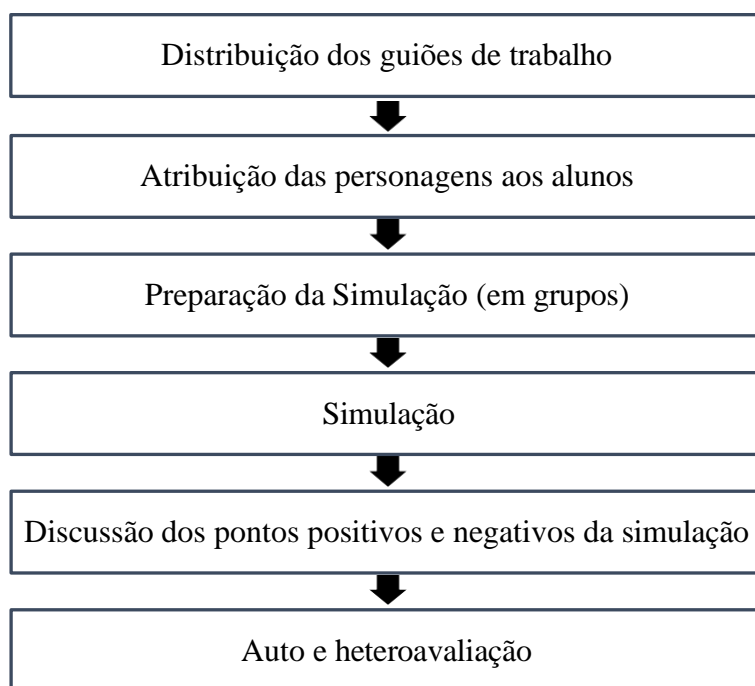 Distribuição dos guiões de trabalho
Atribuição das personagens aos alunos
Preparação da Simulação (em grupos)
Simulação
Discussão dos pontos positivos e negativos da simulação
Auto e heteroavaliação